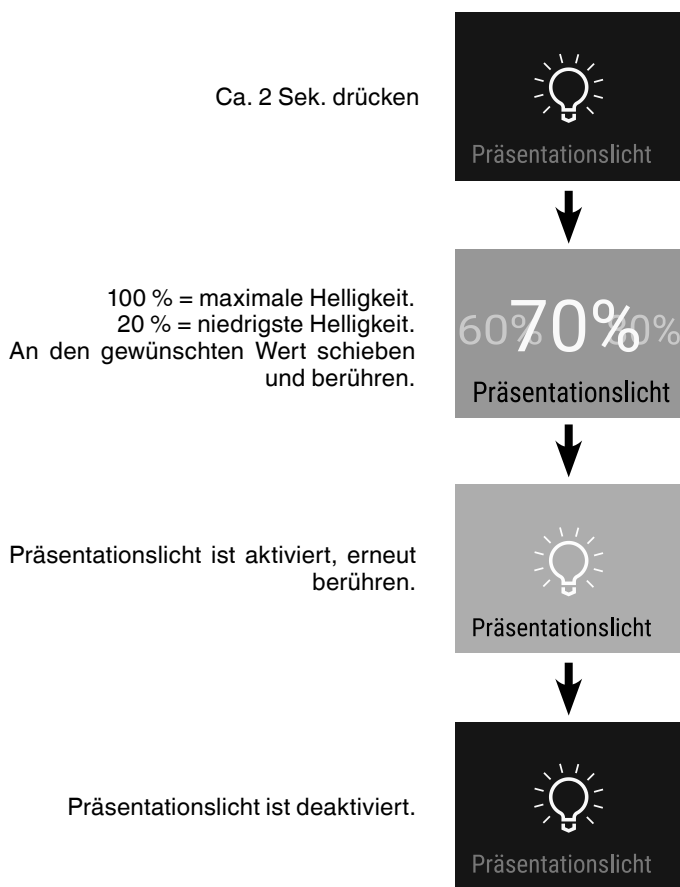 Ca. 2 Sek. drücken
Präsentationslicht
100 % = maximale Helligkeit.
20 % = niedrigste Helligkeit.
An den gewünschten Wert schieben
und berühren.
60% 70% 80%
Präsentationslicht
Präsentationslicht ist aktiviert, erneut
berühren.
Präsentationslicht
Präsentationslicht ist deaktiviert.
Präsentationslicht